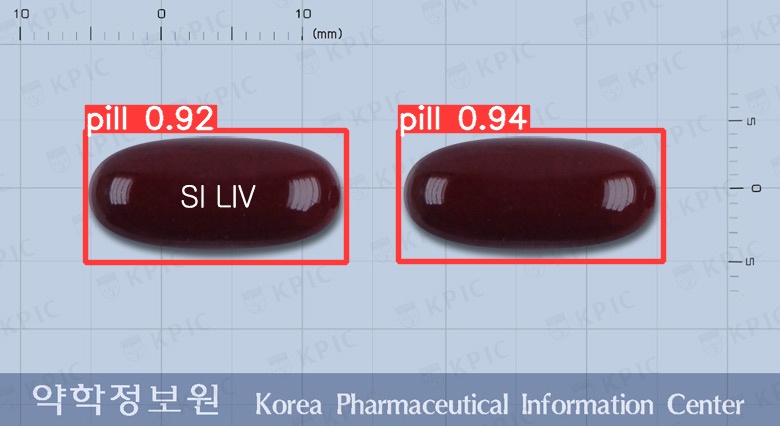 10 0 10
(mm)
pill 0.92 pill 0.94
5
SI LIV
0
5
KPIC
약학정보원 Korea Pharmaceutical Information Center